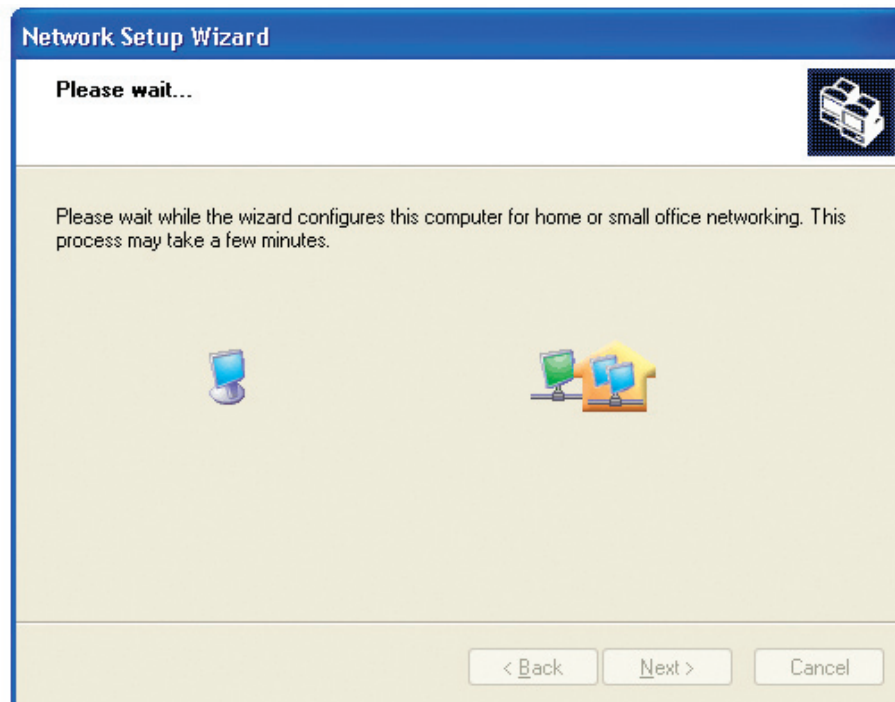 Network Setup Wizard
Please wait...
Please wait while the wizard configures this computer for home or small office networking. This
process may take a few minutes.
< Back Next > Cancel